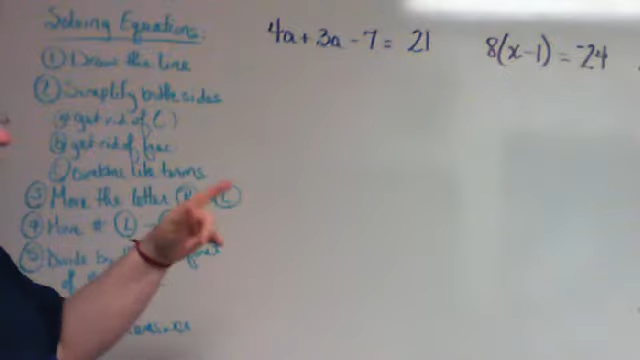 Solving Equations:
① Draw the line
② Simplify both sides
ⓐ get rid of ( )
ⓑ get rid of frac
ⓒ Combine like terms
③ Move the letter (R L
④ Move # L
⑤ Divide by
of
4a + 3a - 7 = 21
8(x - 1) = -24